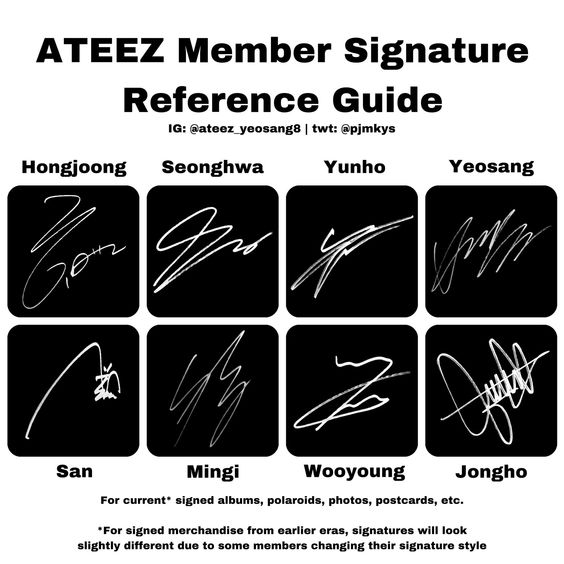 ATEEZ Member Signature
Reference Guide
IG: @ateez_yeosang8 | twt: @pjmkys
Hongjoong Seonghwa Yunho Yeosang
San Mingi Wooyoung Jongho
For current* signed albums, polaroids, photos, postcards, etc.
*For signed merchandise from earlier eras, signatures will look
slightly different due to some members changing their signature style